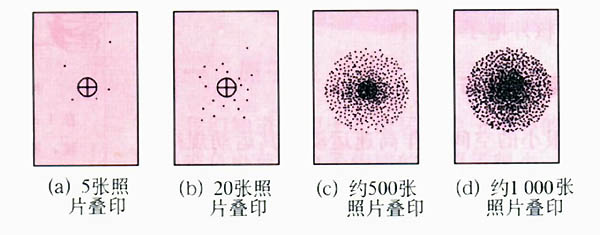 (a) 5张照
片叠印
(b) 20张照
片叠印
(c) 约500张
照片叠印
(d) 约1 000张
照片叠印